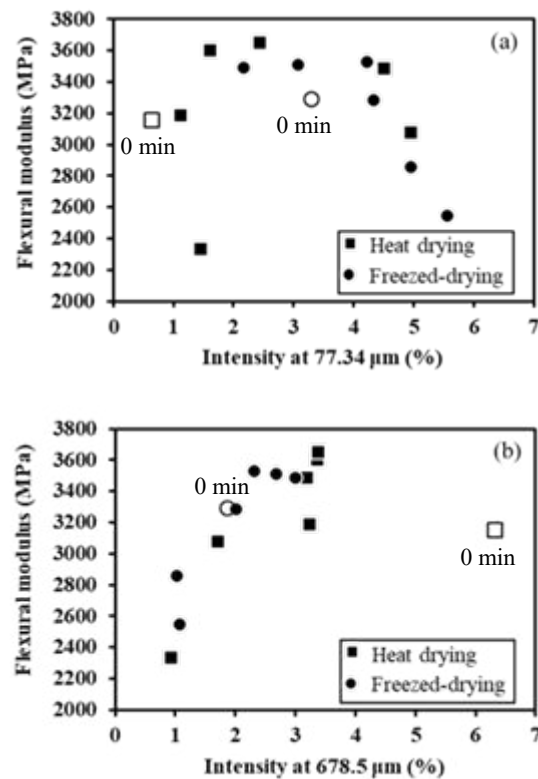 (a)
Flexural modulus (MPa)
3800
3600
3400
3200
3000
2800
2600
2400
2200
2000
0 min
0 min
Heat drying
Freezed-drying
0 1 2 3 4 5 6 7
Intensity at 77.34 μm (%)
(b)
Flexural modulus (MPa)
3800
3600
3400
3200
3000
2800
2600
2400
2200
2000
0 min
0 min
Heat drying
Freezed-drying
0 1 2 3 4 5 6 7
Intensity at 678.5 μm (%)